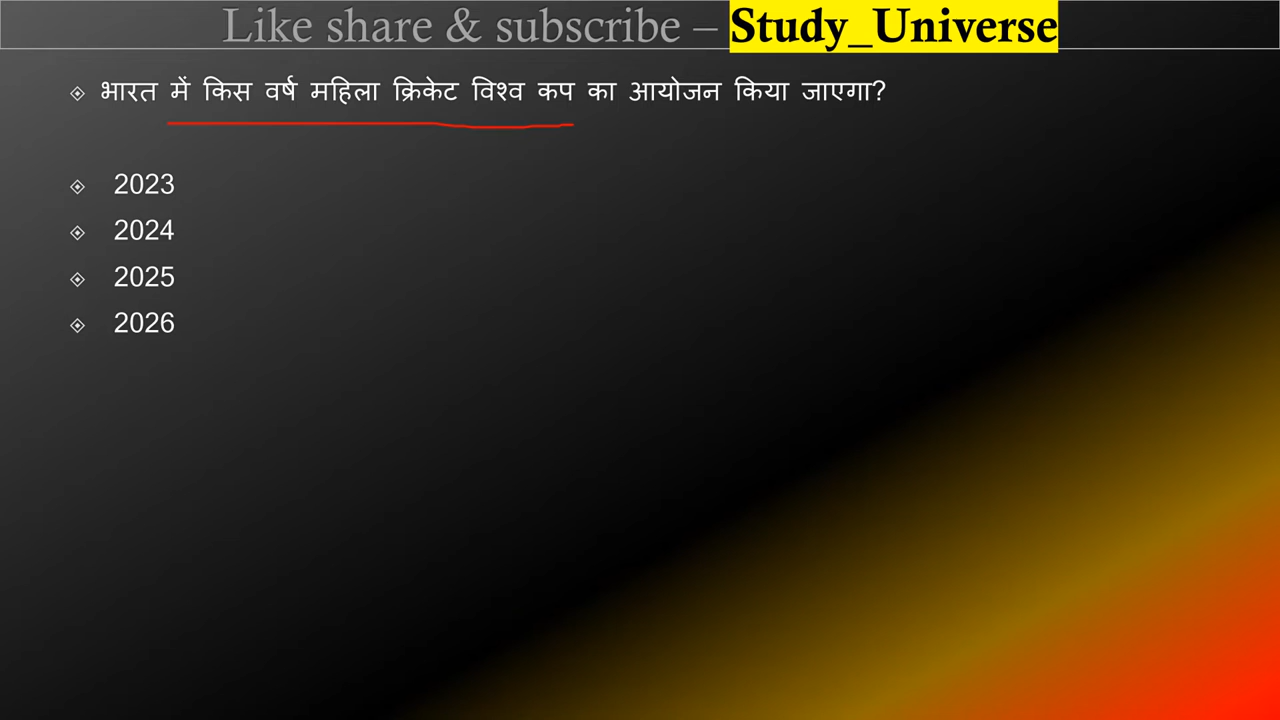 Like share & subscribe – Study_Universe
भारत में किस वर्ष महिला क्रिकेट विश्व कप का आयोजन किया जाएगा?
2023
2024
2025
2026